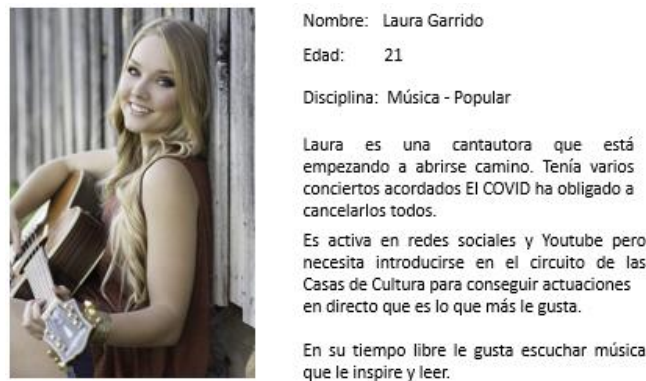 Nombre: Laura Garrido
Edad: 21
Disciplina: Música - Popular
Laura es una cantautora que está
empezando a abrirse camino. Tenía varios
conciertos acordados El COVID ha obligado a
cancelarlos todos.
Es activa en redes sociales y Youtube pero
necesita introducirse en el circuito de las
Casas de Cultura para conseguir actuaciones
en directo que es lo que más le gusta.
En su tiempo libre le gusta escuchar música
que le inspire y leer.